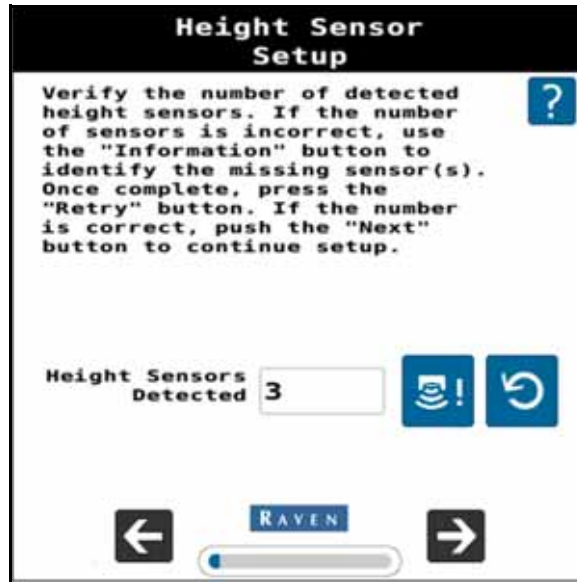 Height Sensor
Setup
Verify the number of detected
height sensors. If the number
of sensors is incorrect, use
the "Information" button to
identify the missing sensor(s).
Once complete, press the
"Retry" button. If the number
is correct, push the "Next"
button to continue setup.
?
Height Sensors
Detected 3
!
RAVEN